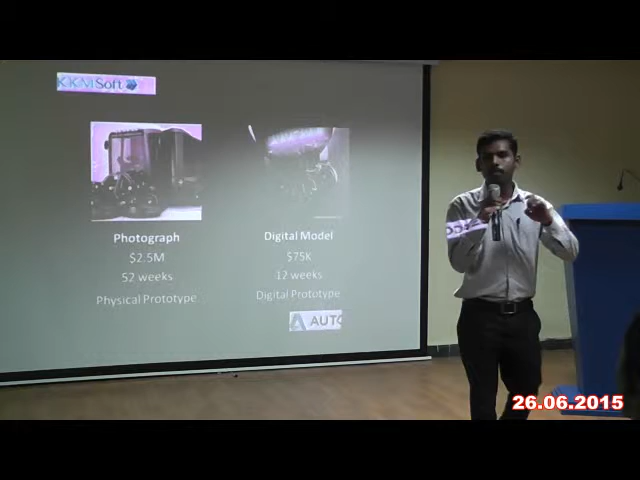 KKMSoft
Photograph
Digital Model
$2.5M
$75K
52 weeks
12 weeks
Physical Prototype
Digital Prototype
AUTO
26.06.2015